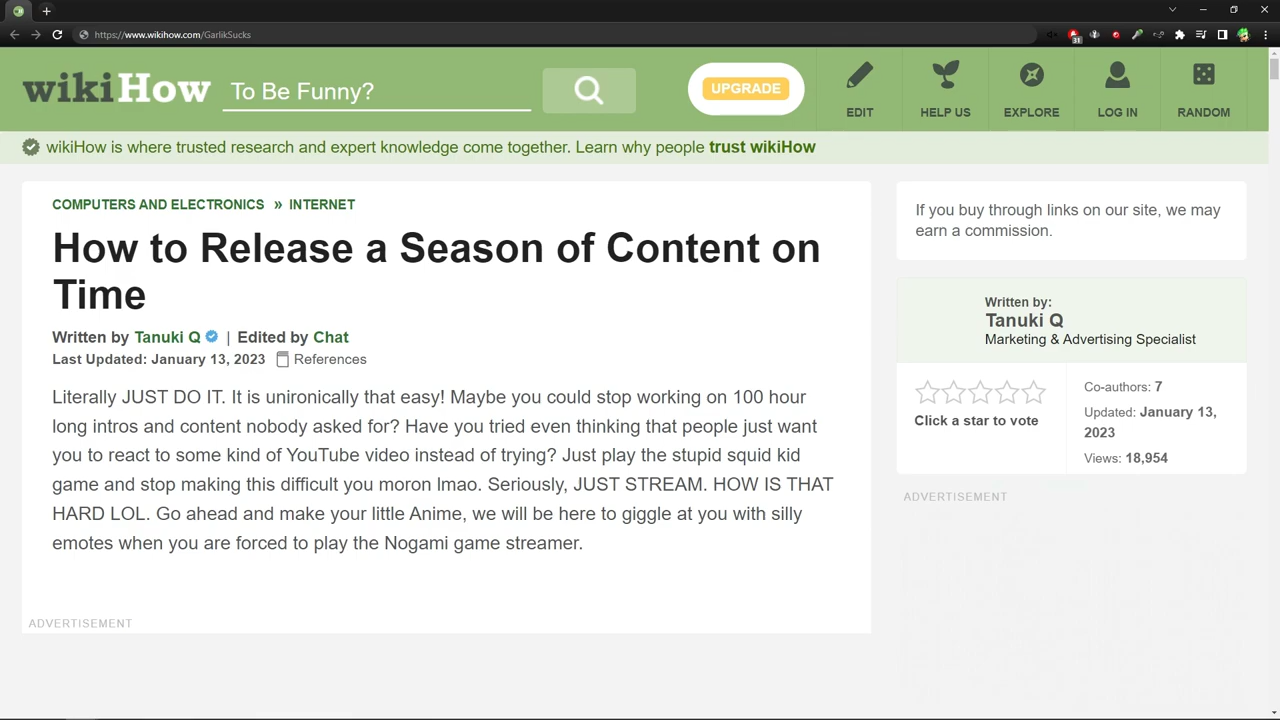 https://www.wikihow.com/GarlikSucks
31
wikiHow
To Be Funny?
UPGRADE
EDIT
HELP US
EXPLORE
LOG IN
RANDOM
wikiHow is where trusted research and expert knowledge come together. Learn why people trust wikiHow
COMPUTERS AND ELECTRONICS » INTERNET
How to Release a Season of Content on
Time
Written by Tanuki Q | Edited by Chat
Last Updated: January 13, 2023 References
Literally JUST DO IT. It is unironically that easy! Maybe you could stop working on 100 hour
long intros and content nobody asked for? Have you tried even thinking that people just want
you to react to some kind of YouTube video instead of trying? Just play the stupid squid kid
game and stop making this difficult you moron lmao. Seriously, JUST STREAM. HOW IS THAT
HARD LOL. Go ahead and make your little Anime, we will be here to giggle at you with silly
emotes when you are forced to play the Nogami game streamer.
ADVERTISEMENT
If you buy through links on our site, we may
earn a commission.
Written by:
Tanuki Q
Marketing & Advertising Specialist
Click a star to vote
Co-authors: 7
Updated: January 13,
2023
Views: 18,954
ADVERTISEMENT